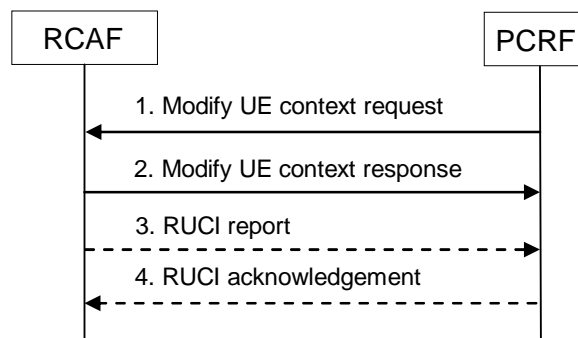 RCAF
PCRF
1. Modify UE context request
2. Modify UE context response
3. RUCI report
4. RUCI acknowledgement